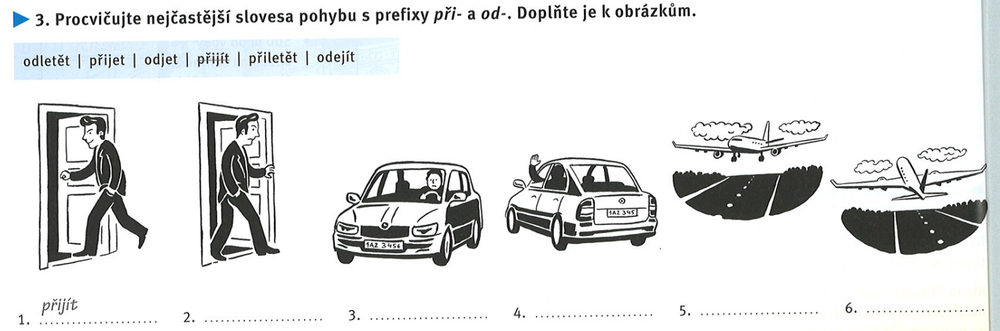 3. Procvičujte nejčastější slovesa pohybu s prefixy při- a od-. Doplňte je k obrázkům.
odletět | přijet | odjet | přijít | přiletět | odejít
1AZ 3456
1AZ 345
přijít
1. ........................ 2. ........................ 3. ........................ 4. ........................ 5. ........................ 6. ........................